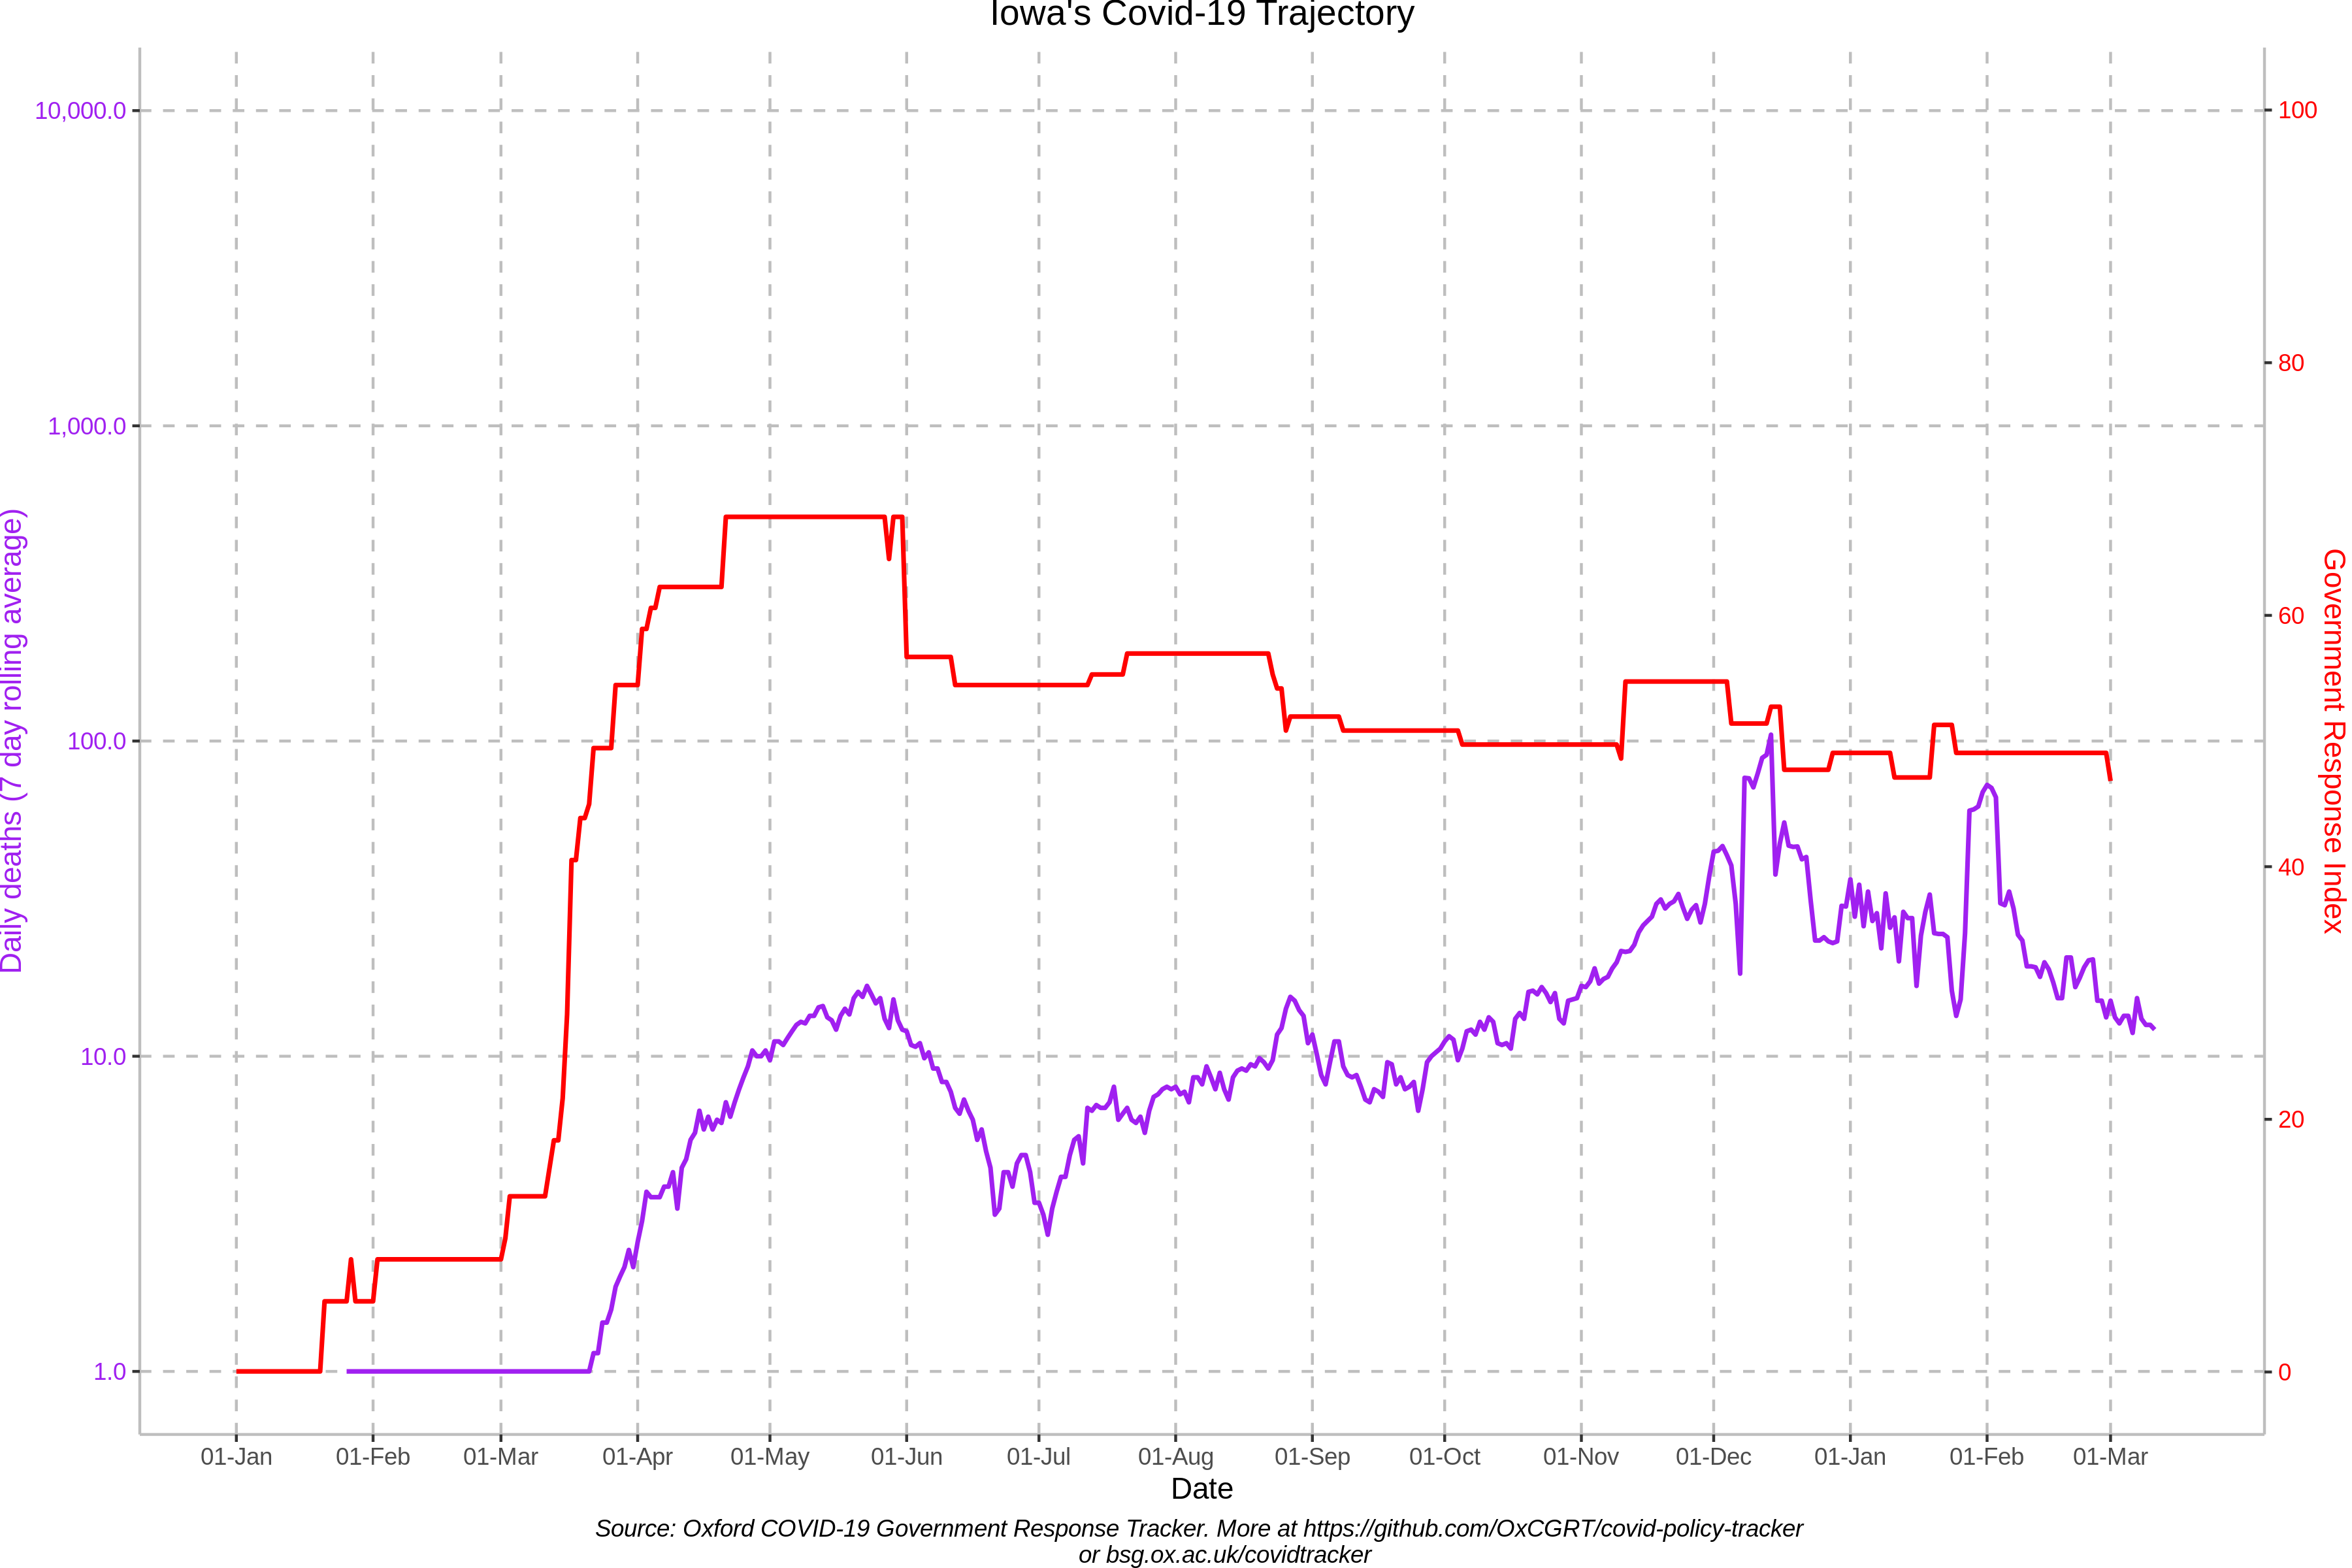 Iowa's Covid-19 Trajectory
10,000.0
1,000.0
100.0
10.0
1.0
Daily deaths (7 day rolling average)
100
80
60
40
20
0
Government Response Index
01-Jan 01-Feb 01-Mar 01-Apr 01-May 01-Jun 01-Jul 01-Aug 01-Sep 01-Oct 01-Nov 01-Dec 01-Jan 01-Feb 01-Mar
Date
Source: Oxford COVID-19 Government Response Tracker. More at https://github.com/OxCGRT/covid-policy-tracker
or bsg.ox.ac.uk/covidtracker